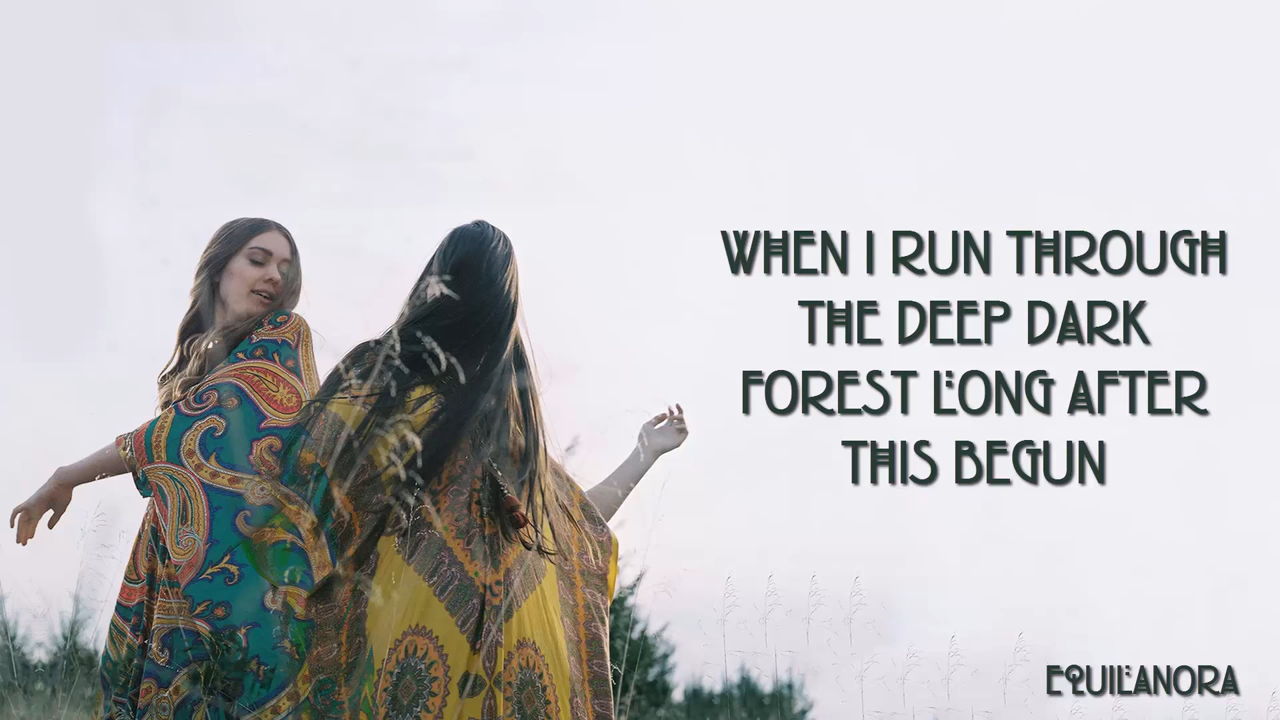 WHEN I RUN THROUGH
THE DEEP DARK
FOREST LONG AFTER
THIS BEGUN
EQUILANORA